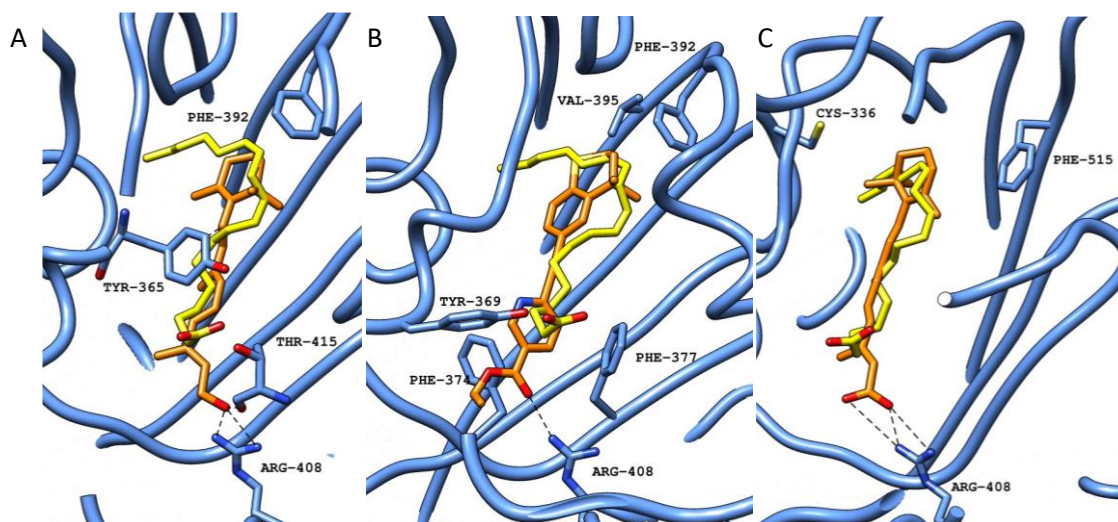 A
PHE-392
TYR-365
THR-415
ARG-408
B
PHE-392
VAL-395
TYR-369
PHE-374
PHE-377
ARG-408
C
CYS-336
PHE-515
ARG-408